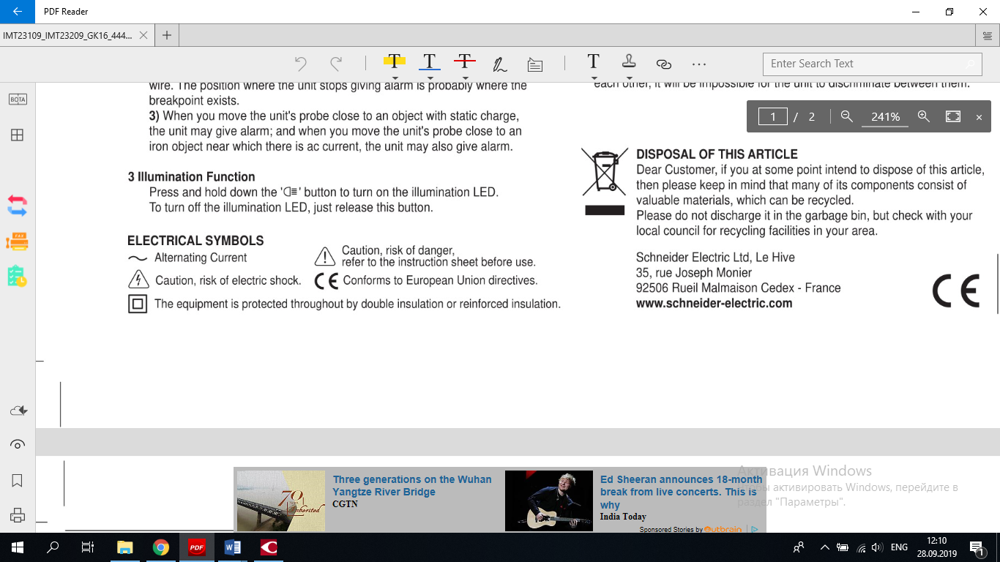 PDF Reader
IMT23109_IMT23209_GK16_444...
Enter Search Text
BOTA
1 / 2
241%
wire. The position where the unit stops giving alarm is probably where the
breakpoint exists.
3) When you move the unit's probe close to an object with static charge,
the unit may give alarm; and when you move the unit's probe close to an
iron object near which there is ac current, the unit may also give alarm.
3 Illumination Function
Press and hold down the ' ' button to turn on the illumination LED.
To turn off the illumination LED, just release this button.
ELECTRICAL SYMBOLS
Alternating Current
Caution, risk of danger,
refer to the instruction sheet before use.
Caution, risk of electric shock.
CE Conforms to European Union directives.
The equipment is protected throughout by double insulation or reinforced insulation.
each other, it will be impossible for the unit to discriminate between them.
DISPOSAL OF THIS ARTICLE
Dear Customer, if you at some point intend to dispose of this article,
then please keep in mind that many of its components consist of
valuable materials, which can be recycled.
Please do not discharge it in the garbage bin, but check with your
local council for recycling facilities in your area.
Schneider Electric Ltd, Le Hive
35, rue Joseph Monier
92506 Rueil Malmaison Cedex - France
www.schneider-electric.com
CE
70
Inherited
Three generations on the Wuhan
Yangtze River Bridge
CGTN
Ed Sheeran announces 18-month
break from live concerts. This is
why
India Today
Sponsored Stories by Outbrain
Активация Windows
активировать Windows, перейдите в
раздел "Параметры".
PDF
ENG
12:10
28.09.2019
1